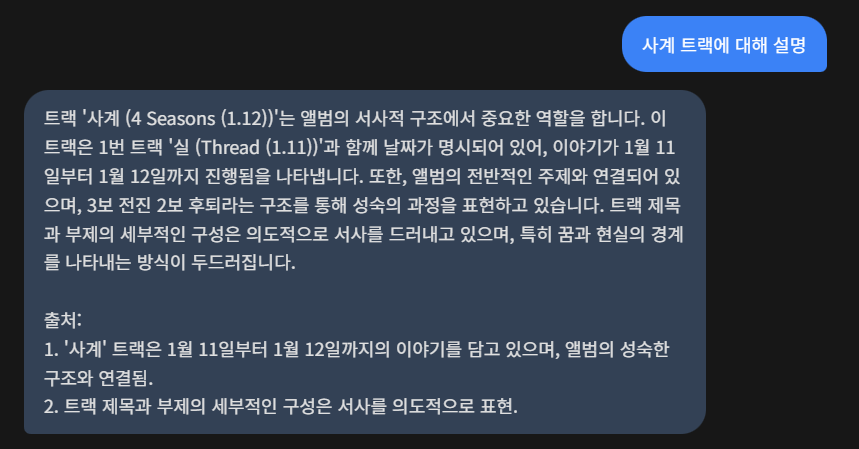 사계 트랙에 대해 설명
트랙 '사계 (4 Seasons (1.12))'는 앨범의 서사적 구조에서 중요한 역할을 합니다. 이
트랙은 1번 트랙 '실 (Thread (1.11))'과 함께 날짜가 명시되어 있어, 이야기가 1월 11
일부터 1월 12일까지 진행됨을 나타냅니다. 또한, 앨범의 전반적인 주제와 연결되어 있
으며, 3보 전진 2보 후퇴라는 구조를 통해 성숙의 과정을 표현하고 있습니다. 트랙 제목
과 부제의 세부적인 구성은 의도적으로 서사를 드러내고 있으며, 특히 꿈과 현실의 경계
를 나타내는 방식이 두드러집니다.
출처:
1. '사계' 트랙은 1월 11일부터 1월 12일까지의 이야기를 담고 있으며, 앨범의 성숙한
구조와 연결됨.
2. 트랙 제목과 부제의 세부적인 구성은 서사를 의도적으로 표현.